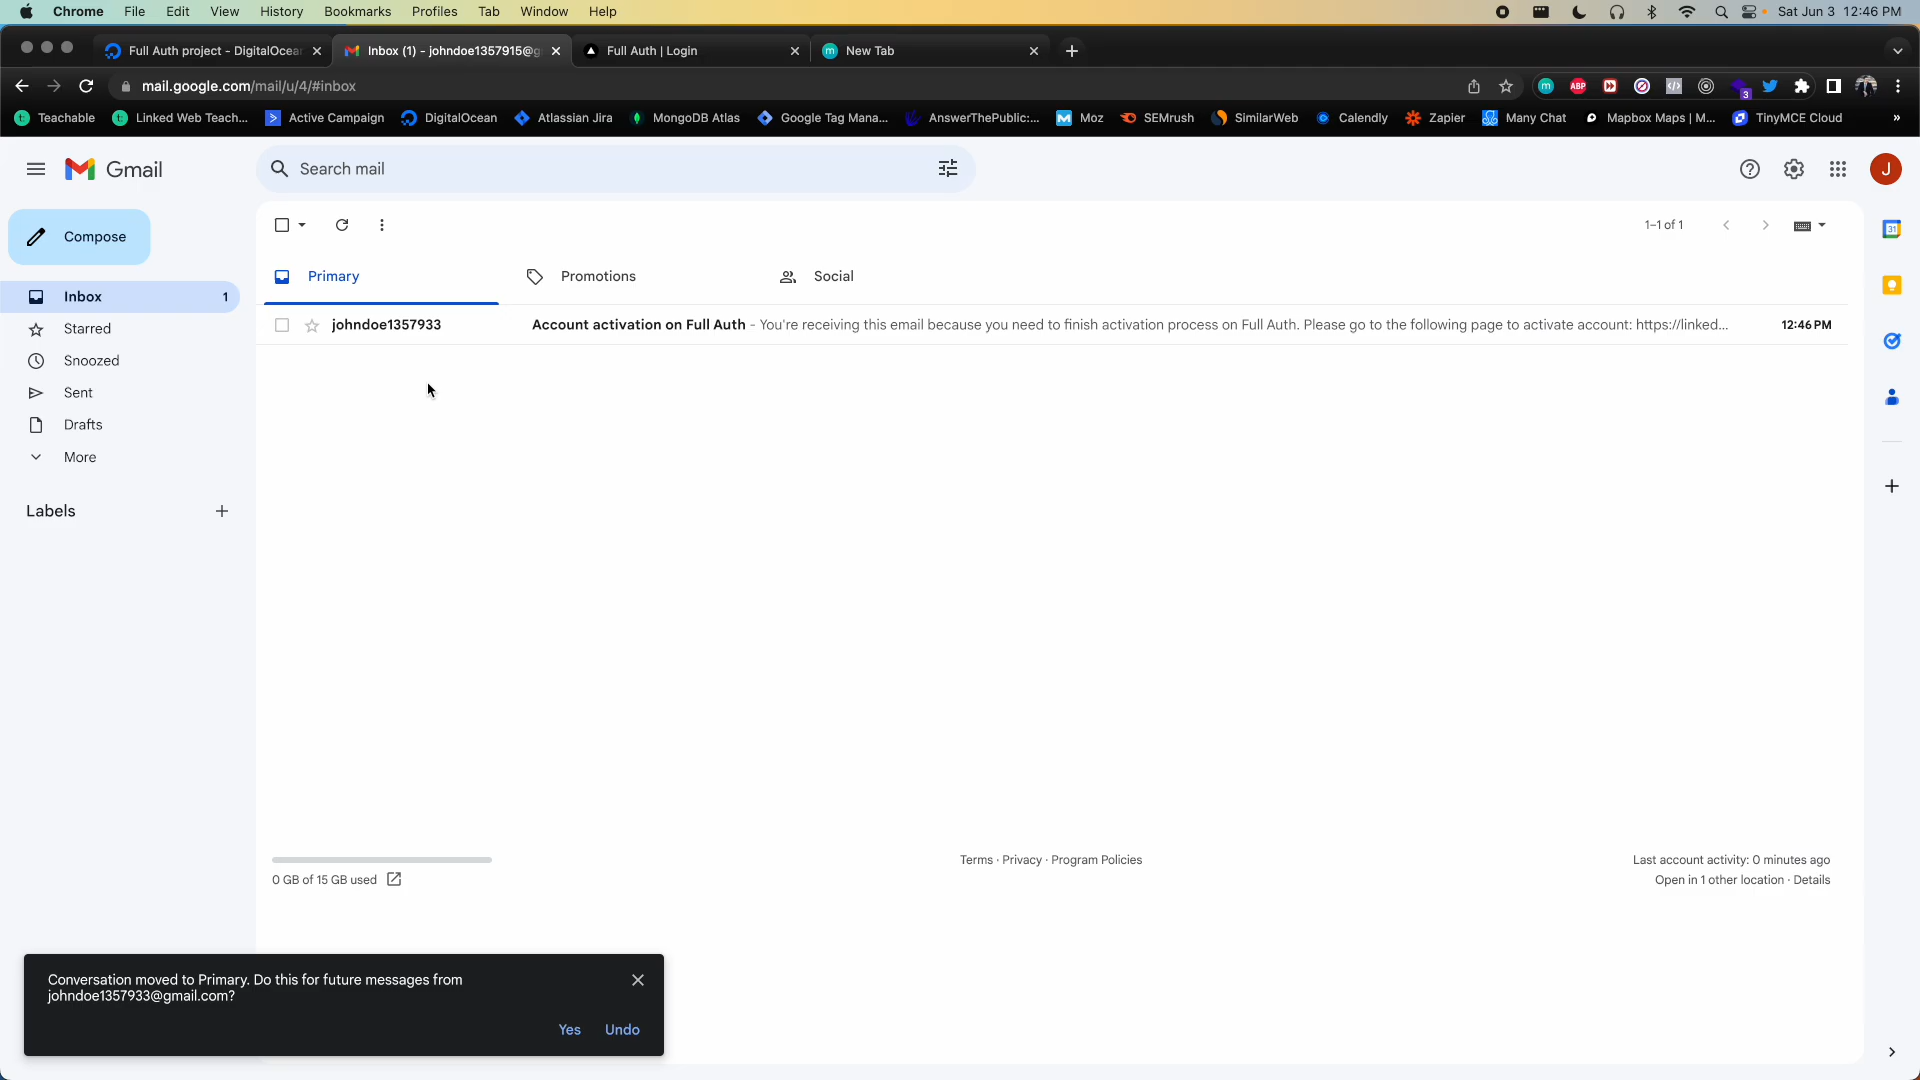 Chrome File Edit View History Bookmarks Profiles Tab Window Help Sat Jun 3 12:46 PM
Full Auth project - DigitalOcean Inbox (1) - johndoe1357915@g Full Auth | Login New Tab
mail.google.com/mail/u/4/#inbox ABP 3
Teachable Linked Web Teach... Active Campaign DigitalOcean Atlassian Jira MongoDB Atlas Google Tag Mana... AnswerThePublic:... Moz SEMrush SimilarWeb Calendly Zapier Many Chat Mapbox Maps | M... TinyMCE Cloud »
Gmail Search mail J
Compose 1–1 of 1 31
Primary Promotions Social
Inbox 1
johndoe1357933 Account activation on Full Auth - You're receiving this email because you need to finish activation process on Full Auth. Please go to the following page to activate account: https://linked... 12:46 PM
Starred
Snoozed
Sent
Drafts
More
Labels
Terms · Privacy · Program Policies Last account activity: 0 minutes ago
0 GB of 15 GB used Open in 1 other location · Details
Conversation moved to Primary. Do this for future messages from
johndoe1357933@gmail.com?
Yes Undo